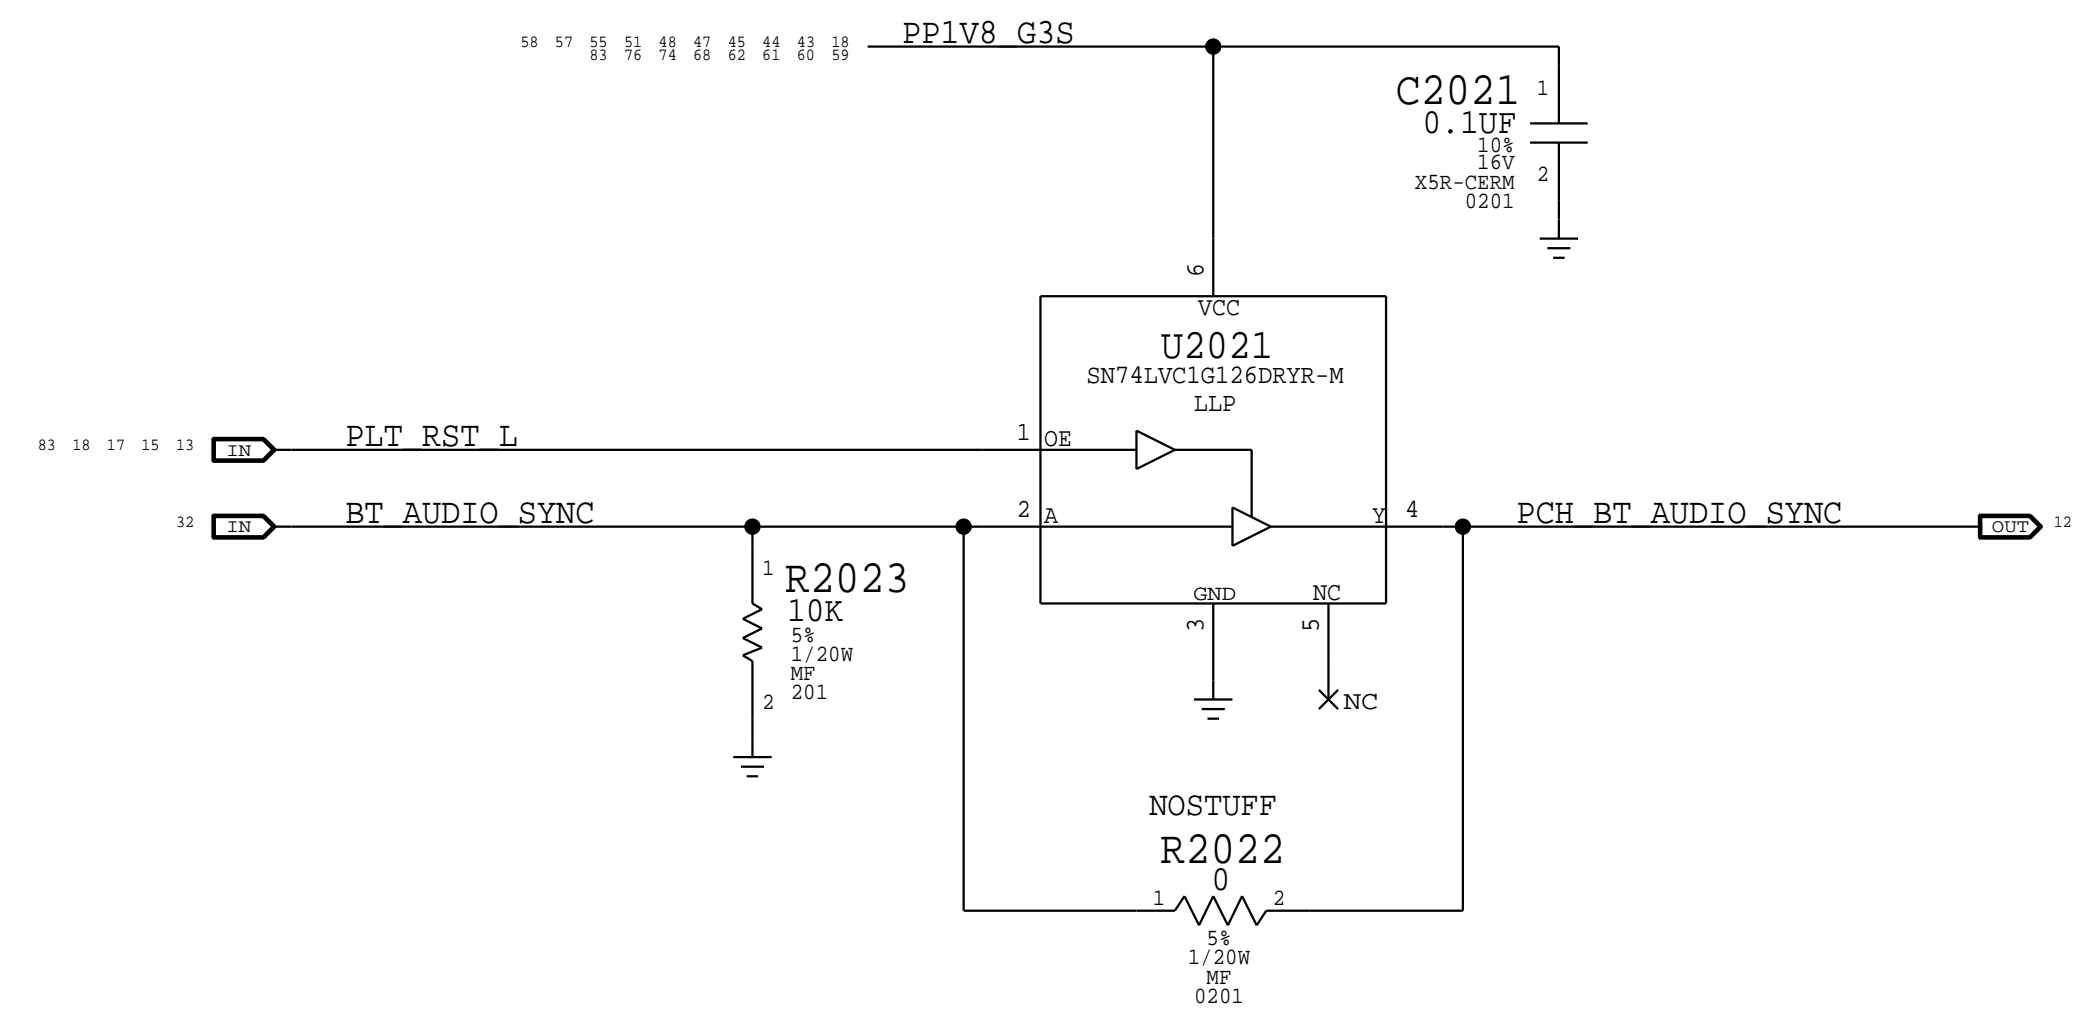 PP1V8_G3S
58 57 55 51 48 47 45 44 43 18
83 76 74 68 62 61 60 59
C2021
1
0.1UF
10%
16V
X5R-CERM
0201
2
6
VCC
U2021
SN74LVC1G126DRYR-M
LLP
83 18 17 15 13
IN
PLT_RST_L
1
OE
32
IN
BT_AUDIO_SYNC
2
A
Y
4
PCH_BT_AUDIO_SYNC
OUT
12
1
R2023
10K
5%
1/20W
MF
201
2
GND
NC
3
5
NC
NOSTUFF
R2022
0
1
2
5%
1/20W
MF
0201